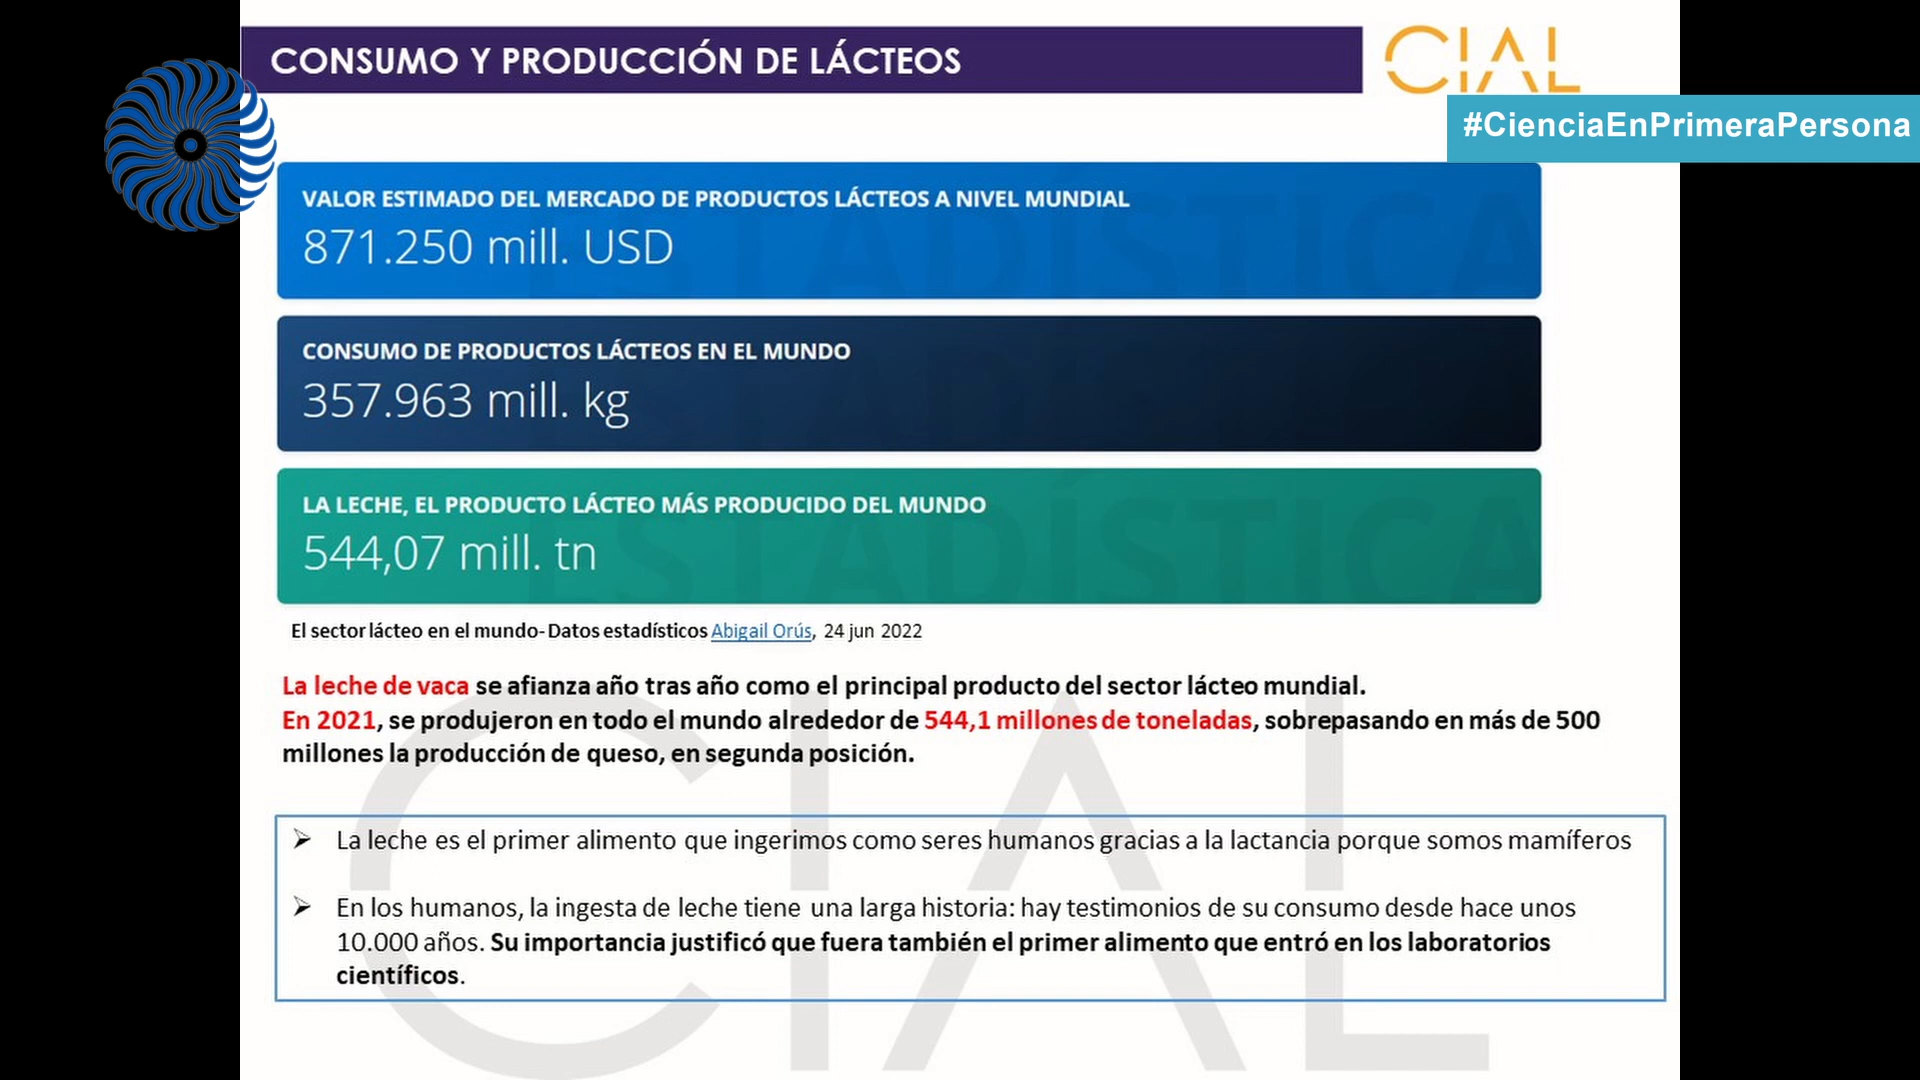 CONSUMO Y PRODUCCIÓN DE LÁCTEOS
CIAL
#CienciaEnPrimeraPersona
VALOR ESTIMADO DEL MERCADO DE PRODUCTOS LÁCTEOS A NIVEL MUNDIAL
871.250 mill. USD
CONSUMO DE PRODUCTOS LÁCTEOS EN EL MUNDO
357.963 mill. kg
LA LECHE, EL PRODUCTO LÁCTEO MÁS PRODUCIDO DEL MUNDO
544,07 mill. tn
ESTADÍSTICA
El sector lácteo en el mundo- Datos estadísticos Abigail Orús, 24 jun 2022
La leche de vaca se afianza año tras año como el principal producto del sector lácteo mundial.
En 2021, se produjeron en todo el mundo alrededor de 544,1 millones de toneladas, sobrepasando en más de 500
millones la producción de queso, en segunda posición.
➢ La leche es el primer alimento que ingerimos como seres humanos gracias a la lactancia porque somos mamíferos
➢ En los humanos, la ingesta de leche tiene una larga historia: hay testimonios de su consumo desde hace unos
10.000 años. Su importancia justificó que fuera también el primer alimento que entró en los laboratorios
científicos.
CIAL